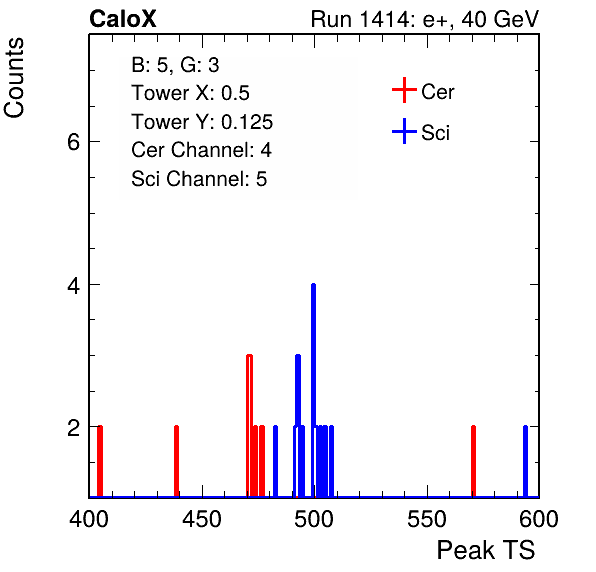 CaloX Run 1414: e+, 40 GeV
Counts
B: 5, G: 3
Tower X: 0.5
Tower Y: 0.125
Cer Channel: 4
Sci Channel: 5
Cer
Sci
6
4
2
400 450 500 550 600
Peak TS